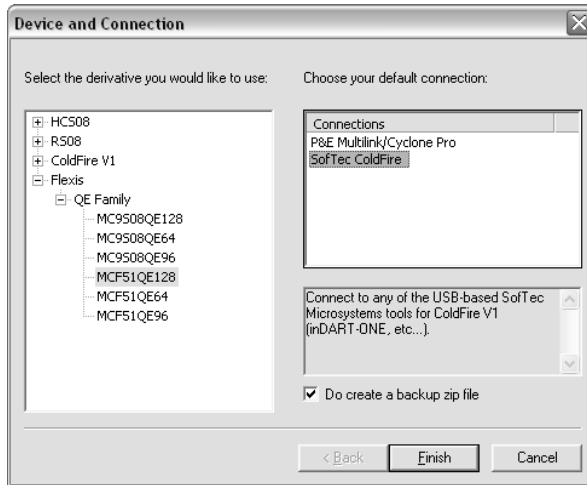 Device and Connection
Select the derivative you would like to use:
HCS08
RS08
ColdFire V1
Flexis
QE Family
MC9S08QE128
MC9S08QE64
MC9S08QE96
MCF51QE128
MCF51QE64
MCF51QE96
Choose your default connection:
Connections
P&E Multilink/Cyclone Pro
SofTec ColdFire
Connect to any of the USB-based SofTec
Microsystems tools for ColdFire V1
(inDART-ONE, etc...).
Do create a backup zip file
< Back
Finish
Cancel